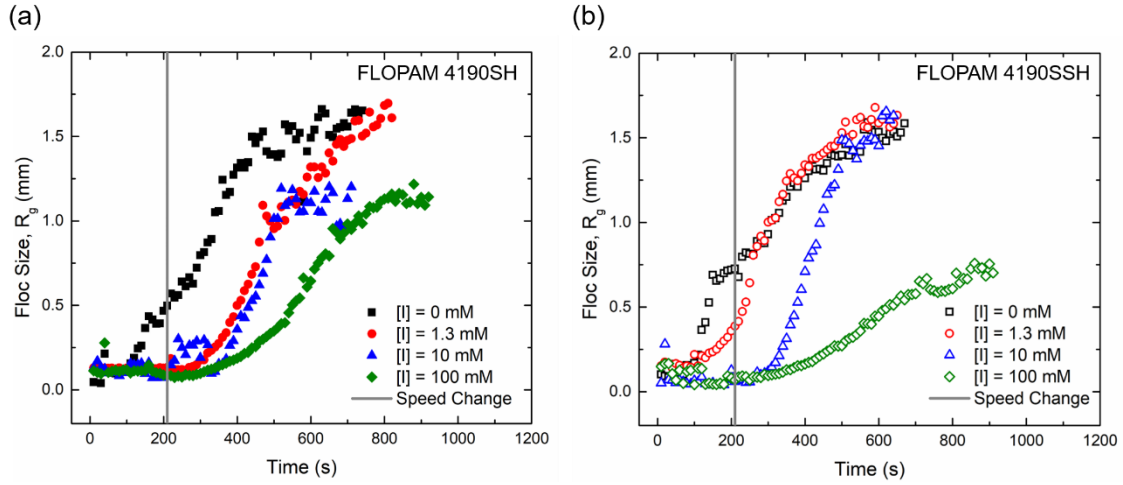 (a)
FLOPAM 4190SH
2.0
1.5
1.0
0.5
0.0
Floc Size, Rg (mm)
[I] = 0 mM
[I] = 1.3 mM
[I] = 10 mM
[I] = 100 mM
Speed Change
0 200 400 600 800 1000 1200
Time (s)
(b)
FLOPAM 4190SSH
2.0
1.5
1.0
0.5
0.0
Floc Size, Rg (mm)
[I] = 0 mM
[I] = 1.3 mM
[I] = 10 mM
[I] = 100 mM
Speed Change
0 200 400 600 800 1000 1200
Time (s)